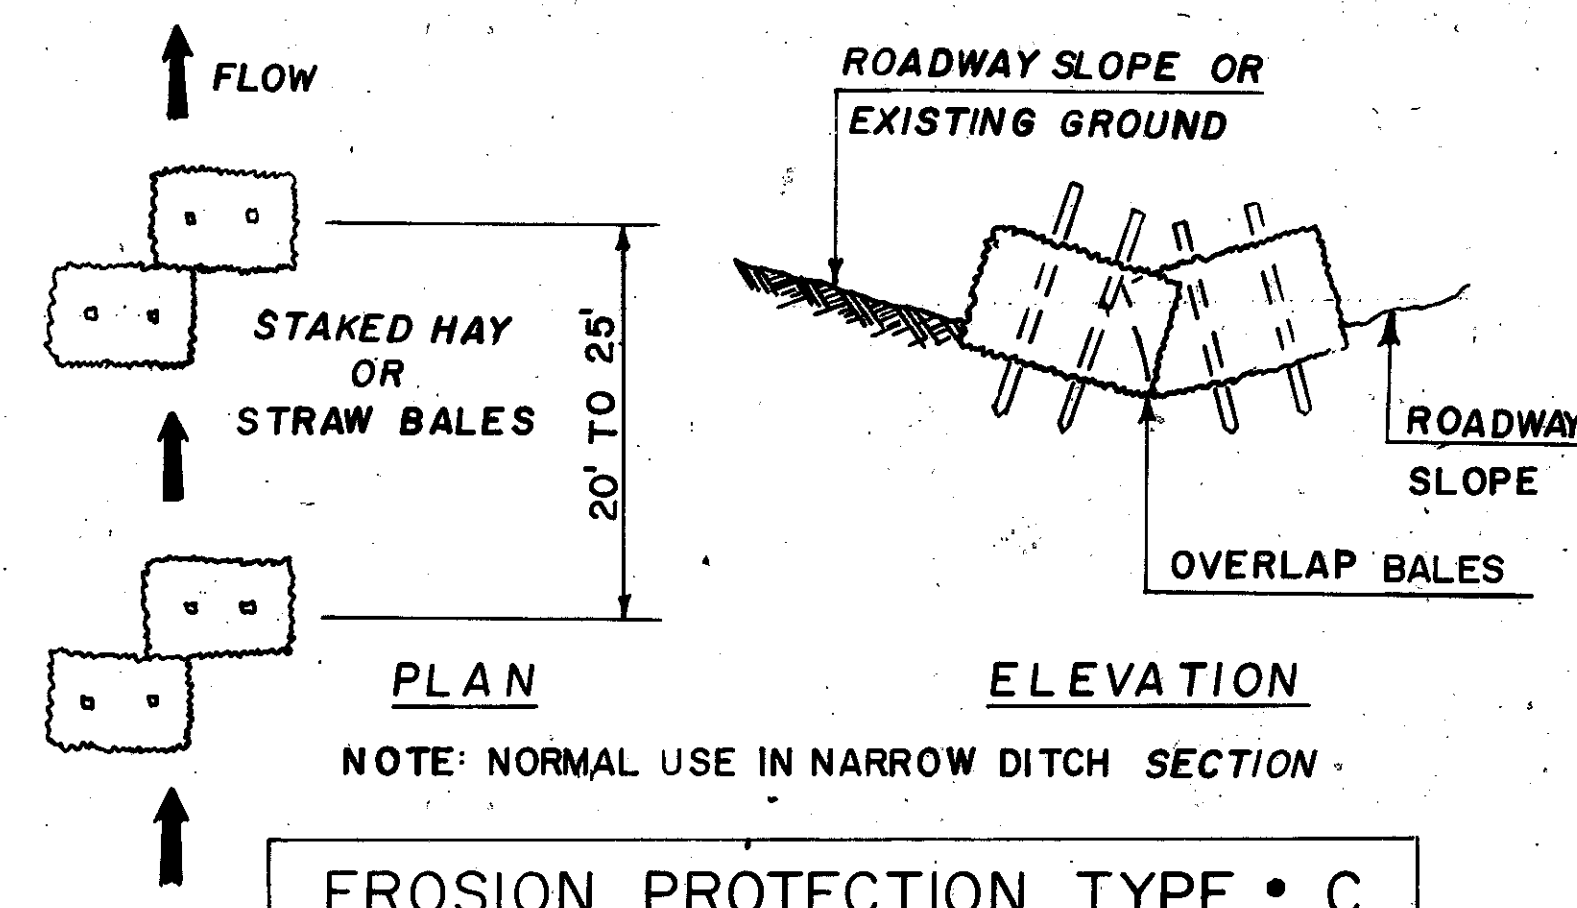 FLOW
ROADWAY SLOPE OR
EXISTING GROUND
STAKED HAY
OR
STRAW BALES
20' TO 25'
ROADWAY
SLOPE
OVERLAP BALES
PLAN
ELEVATION
NOTE: NORMAL USE IN NARROW DITCH SECTION
EROSION PROTECTION TYPE • C